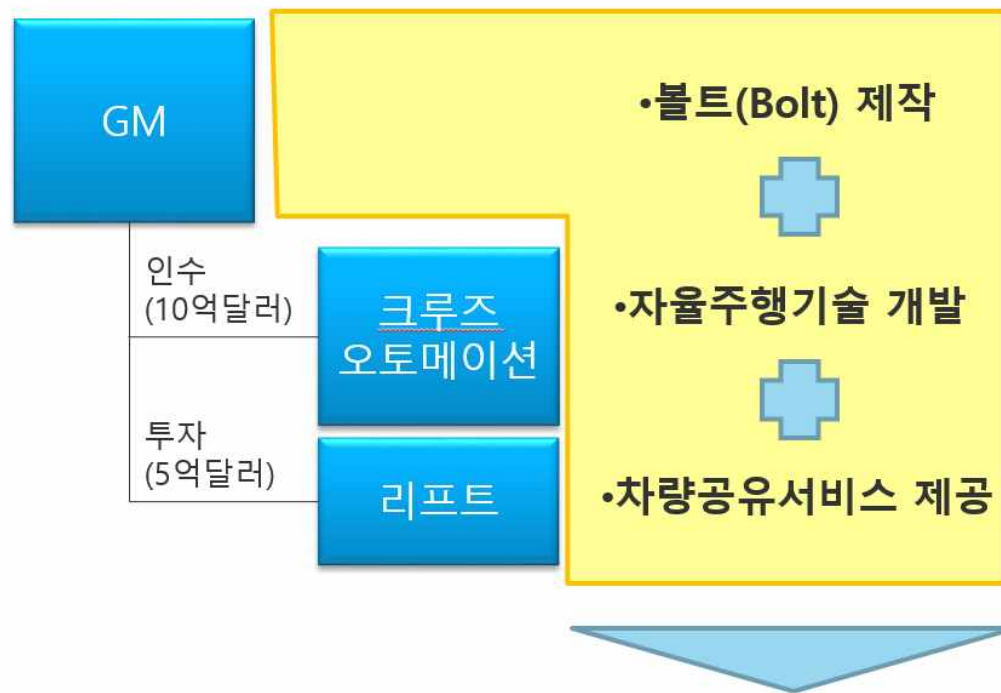 GM
•볼트(Bolt) 제작
인수
(10억달러)
크루즈
오토메이션
•자율주행기술 개발
투자
(5억달러)
리프트
•차량공유서비스 제공